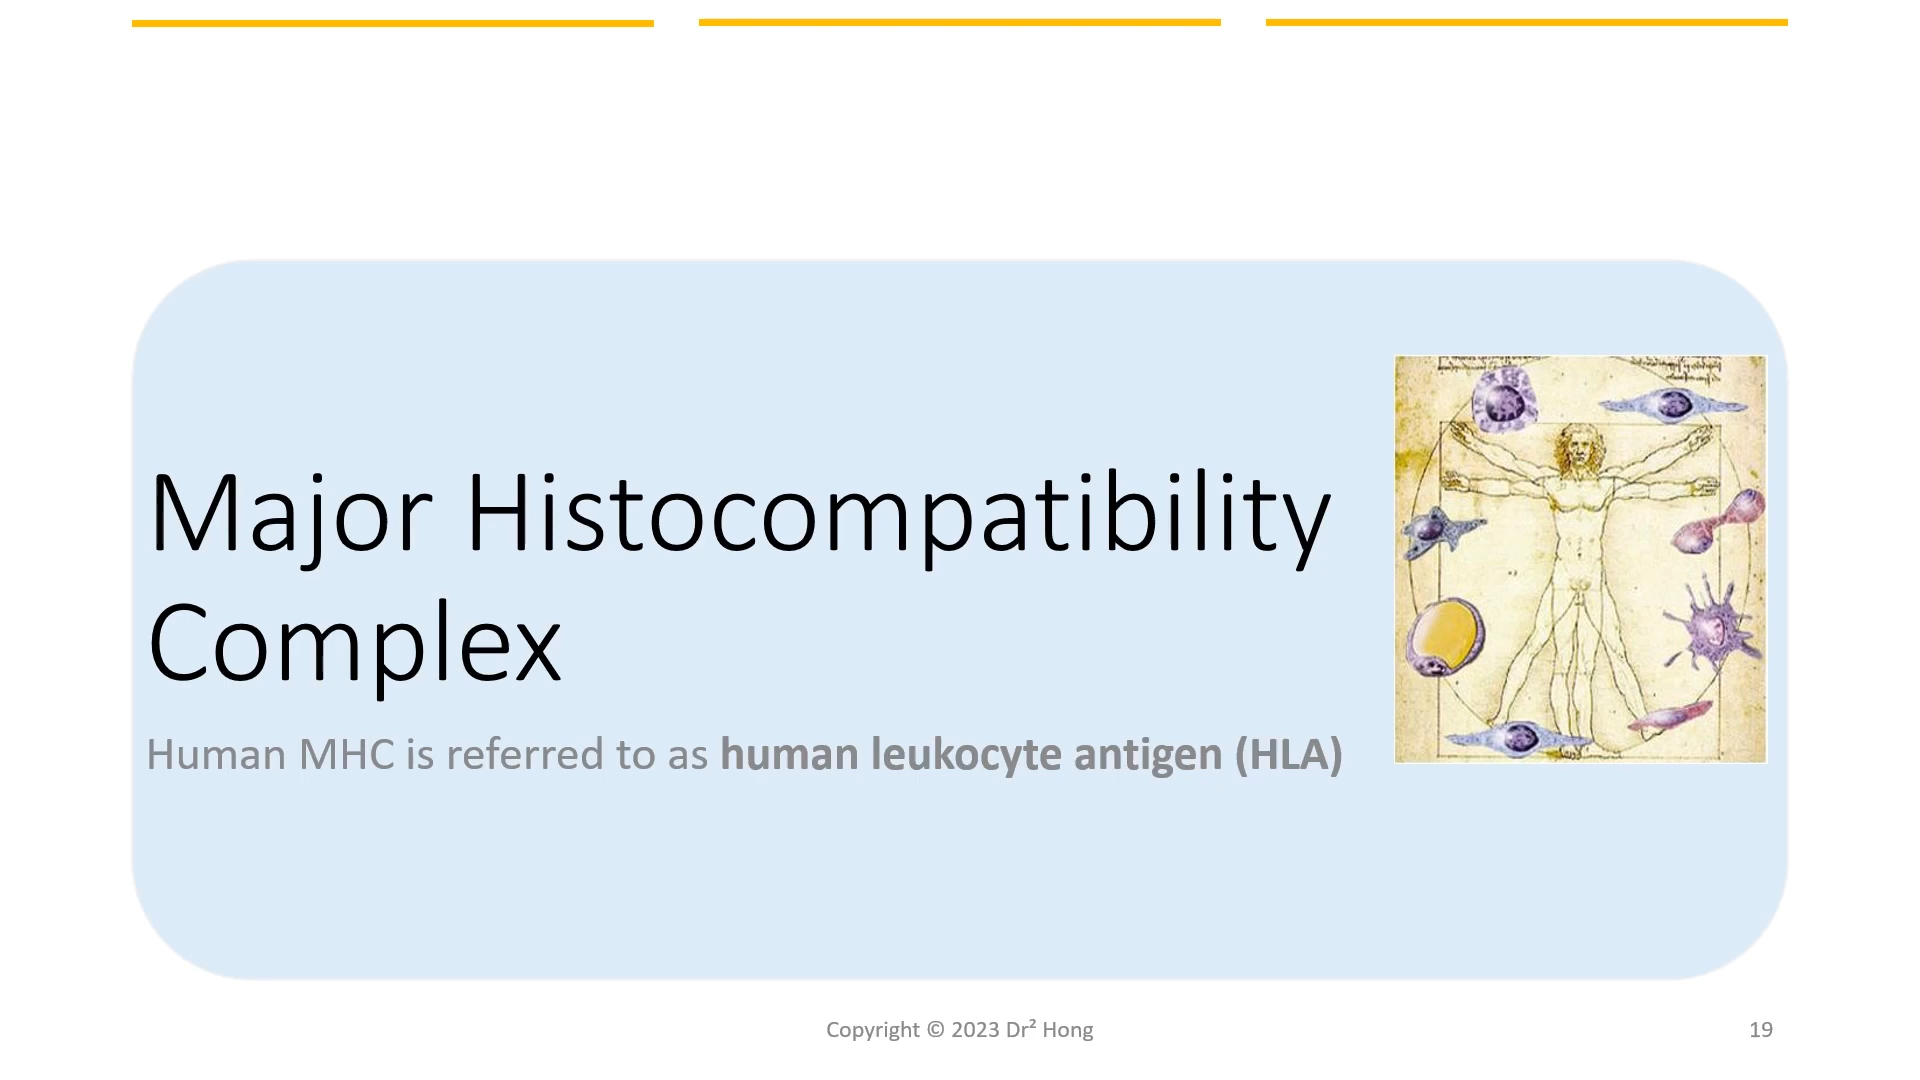 Major Histocompatibility
Complex
Human MHC is referred to as human leukocyte antigen (HLA)
Copyright © 2023 Dr² Hong
19